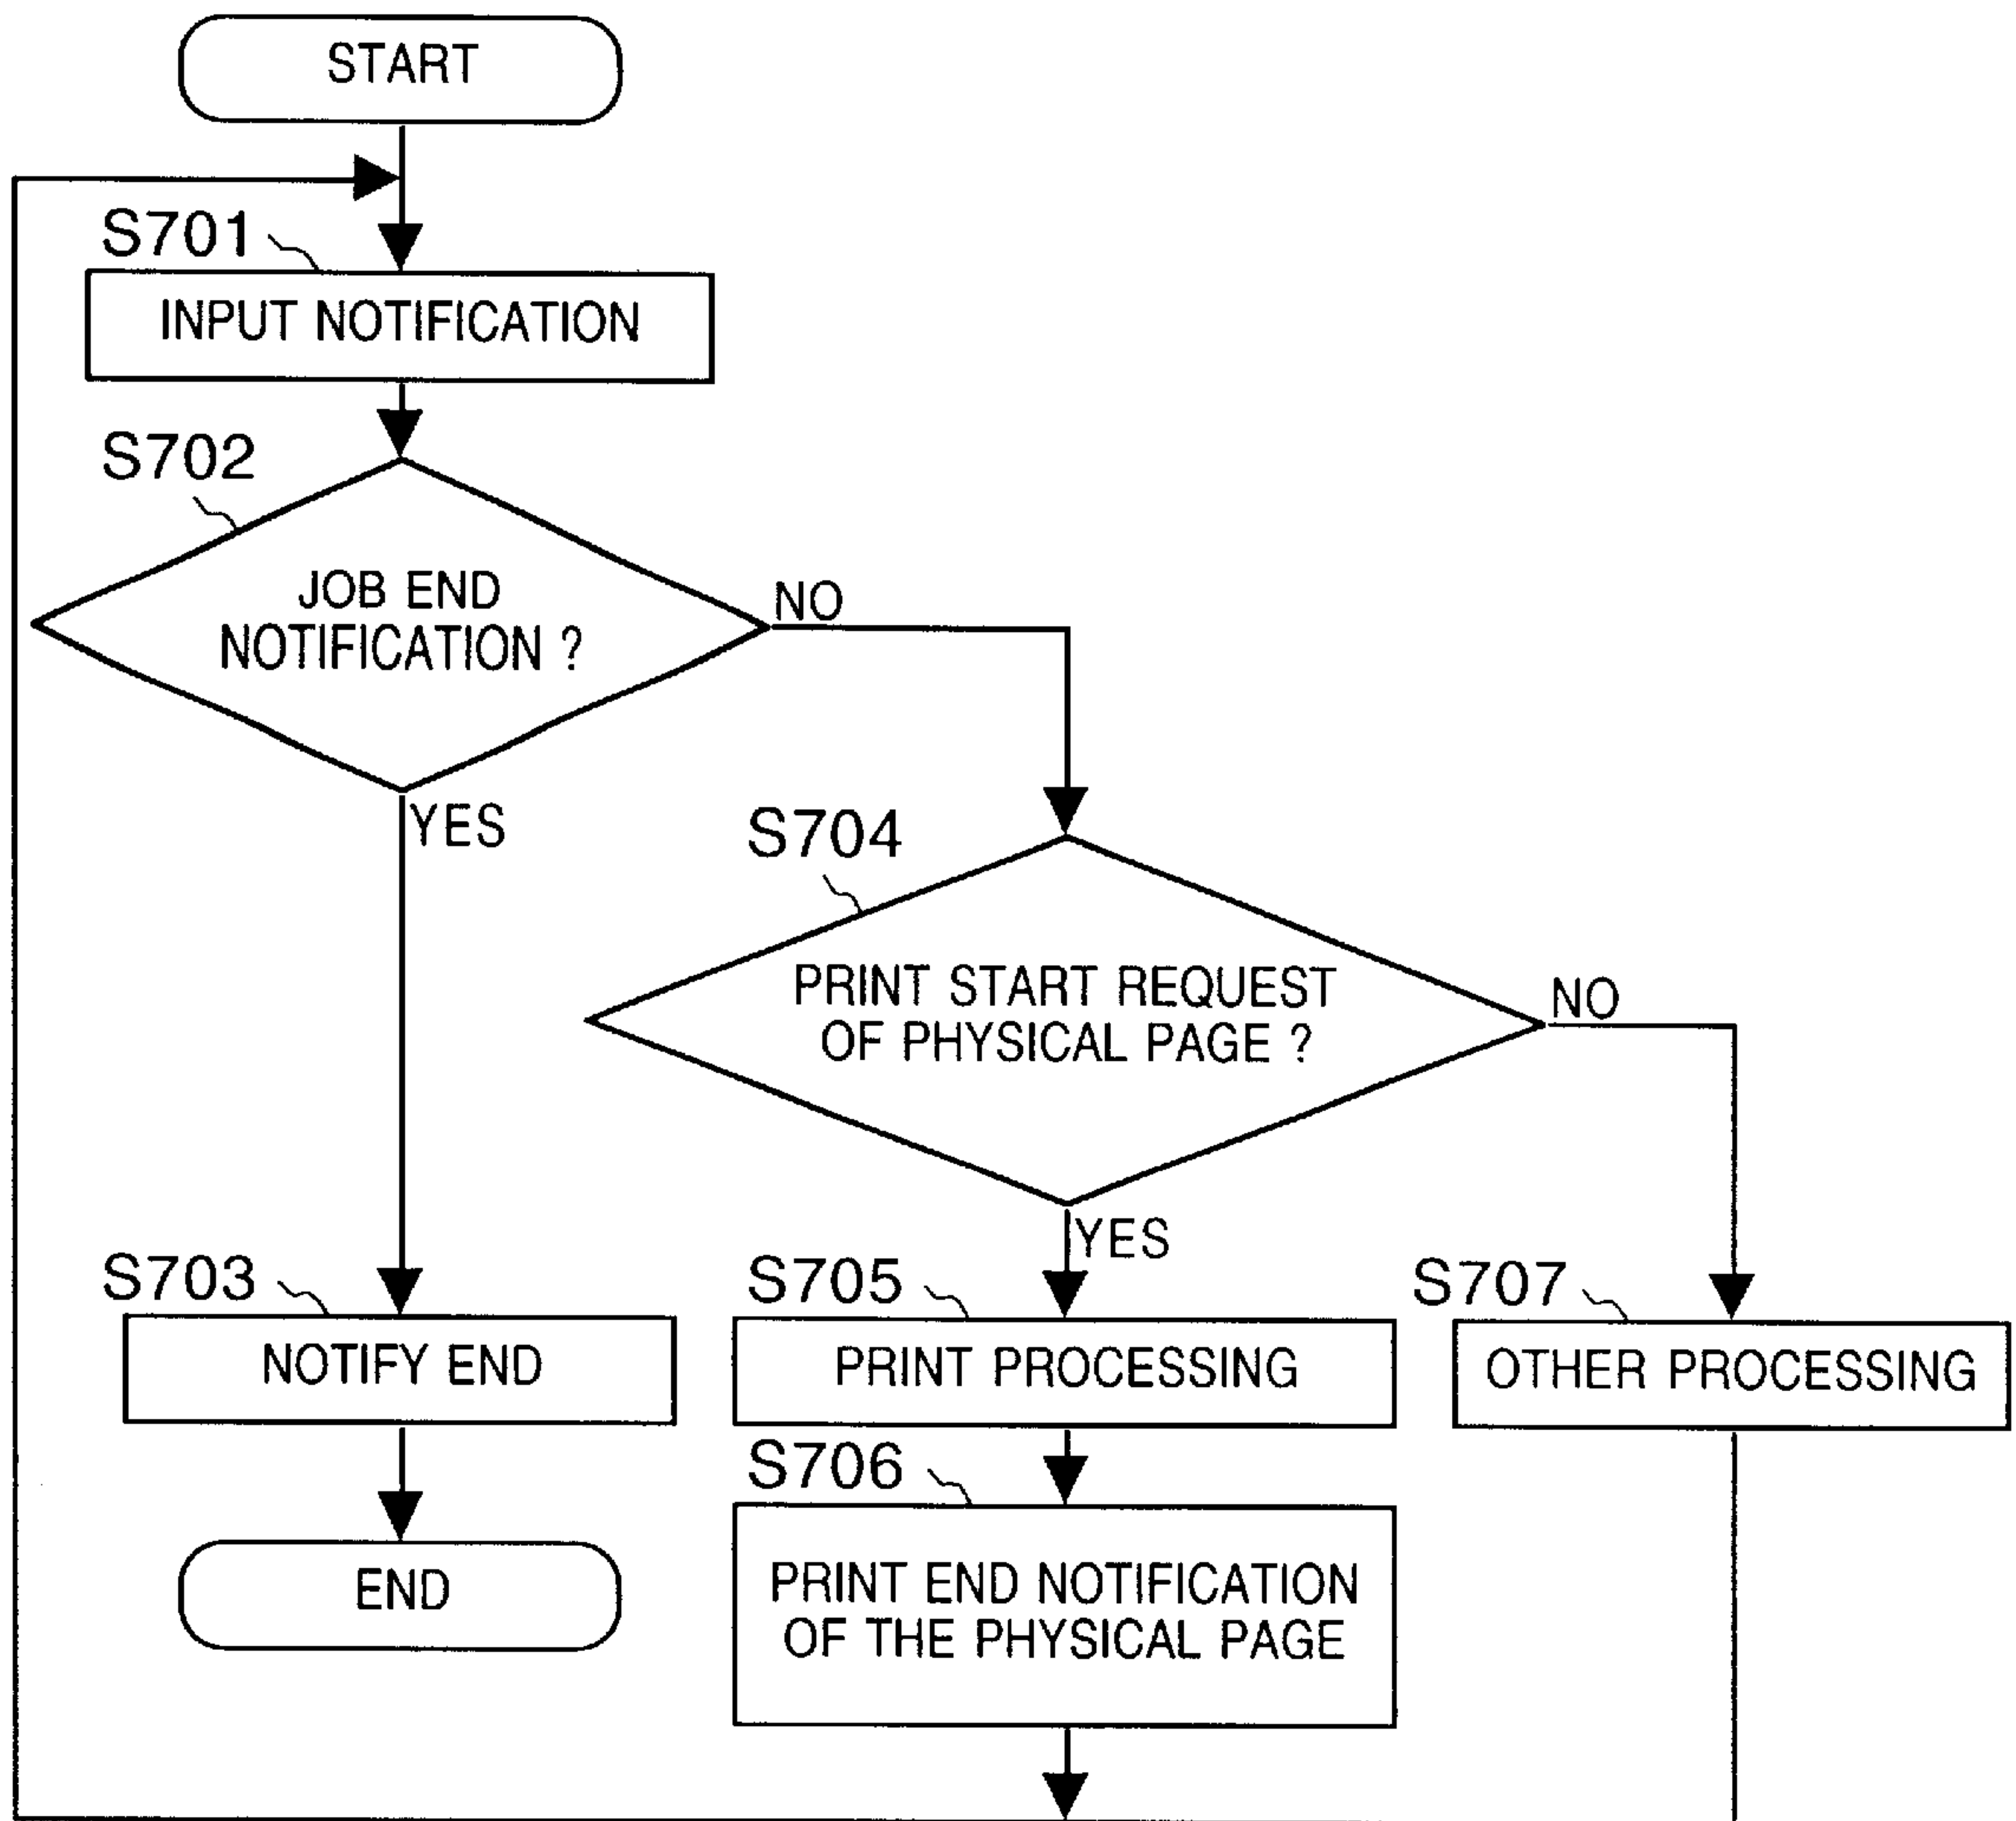 START
S701
INPUT NOTIFICATION
S702
JOB END
NOTIFICATION ?
NO
YES
S704
PRINT START REQUEST
OF PHYSICAL PAGE ?
NO
YES
S703
NOTIFY END
S705
PRINT PROCESSING
S707
OTHER PROCESSING
S706
PRINT END NOTIFICATION
OF THE PHYSICAL PAGE
END